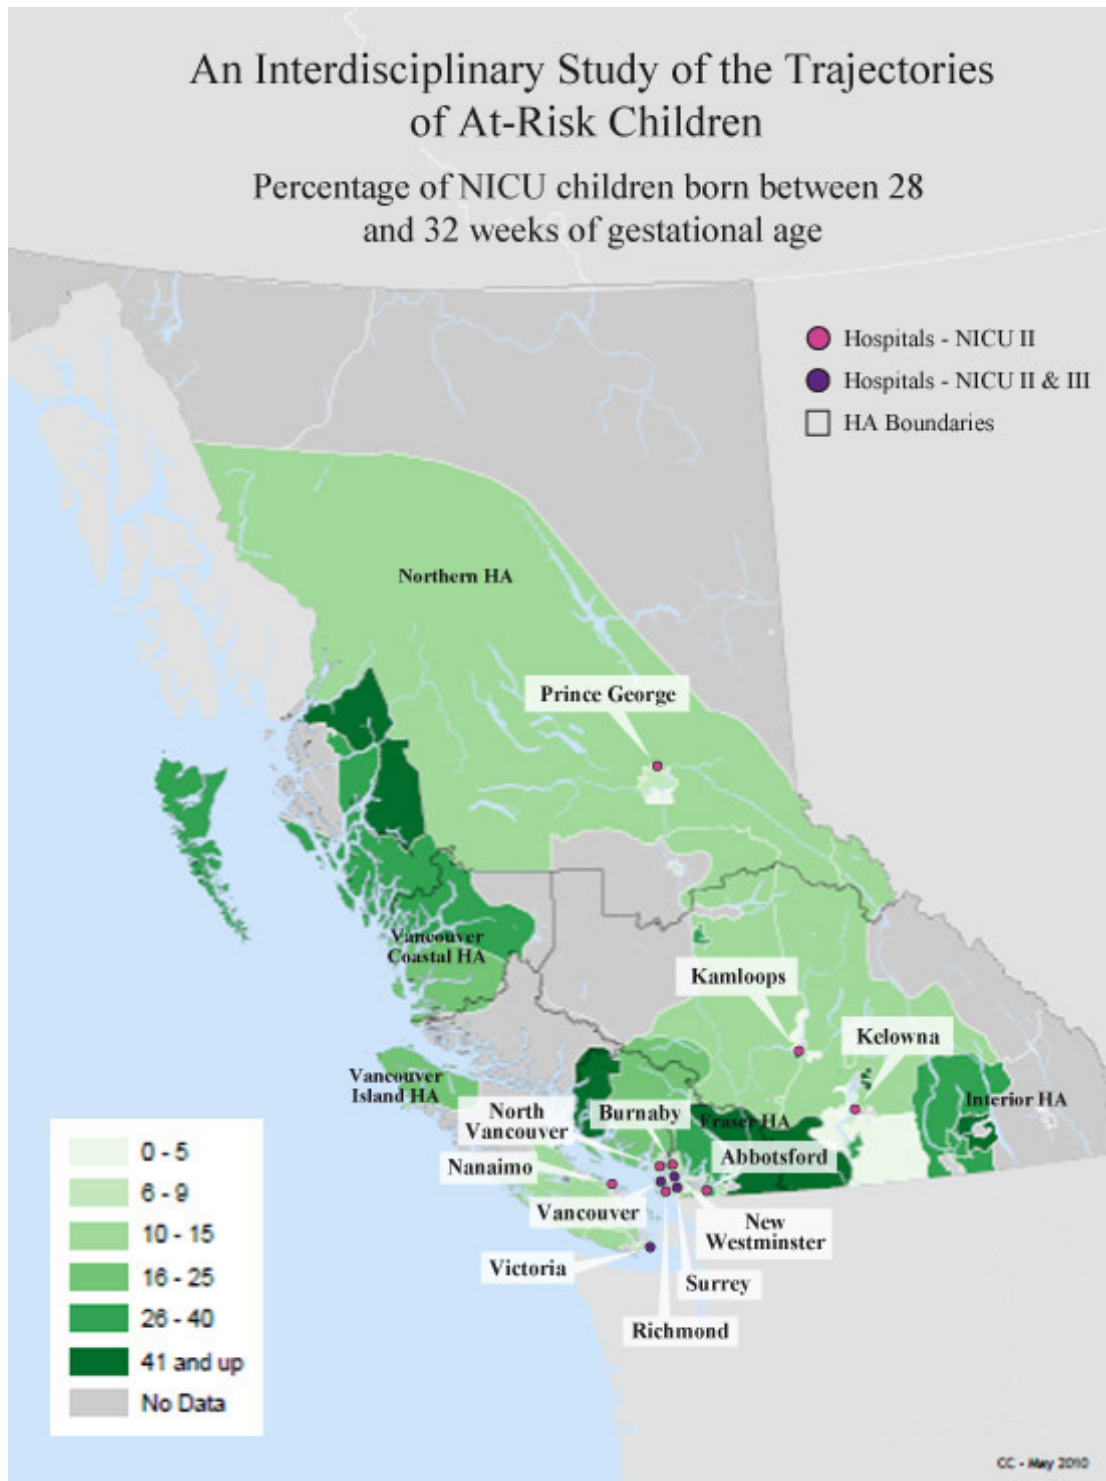 An Interdisciplinary Study of the Trajectories
of At-Risk Children
Percentage of NICU children born between 28
and 32 weeks of gestational age
Hospitals - NICU II
Hospitals - NICU II & III
HA Boundaries
Northern HA
Prince George
Vancouver
Coastal HA
Kamloops
Kelowna
Vancouver
Island HA
Interior HA
North
Vancouver
Burnaby
Fraser HA
Nanaimo
Abbotsford
Vancouver
New
Westminster
Victoria
Surrey
Richmond
0 - 5
6 - 9
10 - 15
16 - 25
26 - 40
41 and up
No Data
CC - May 2010